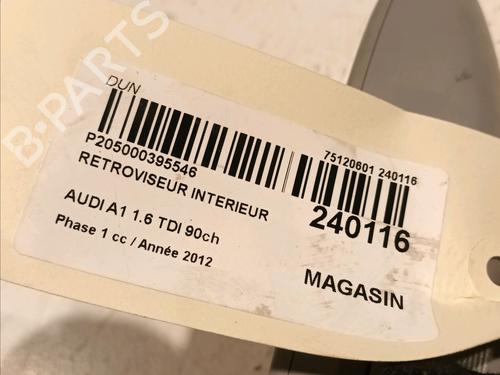 B-PARTS
DUN
P205000395546
75120601 240116
RETROVISEUR INTERIEUR
240116
AUDI A1 1.6 TDI 90ch
Phase 1 cc / Année 2012
MAGASIN